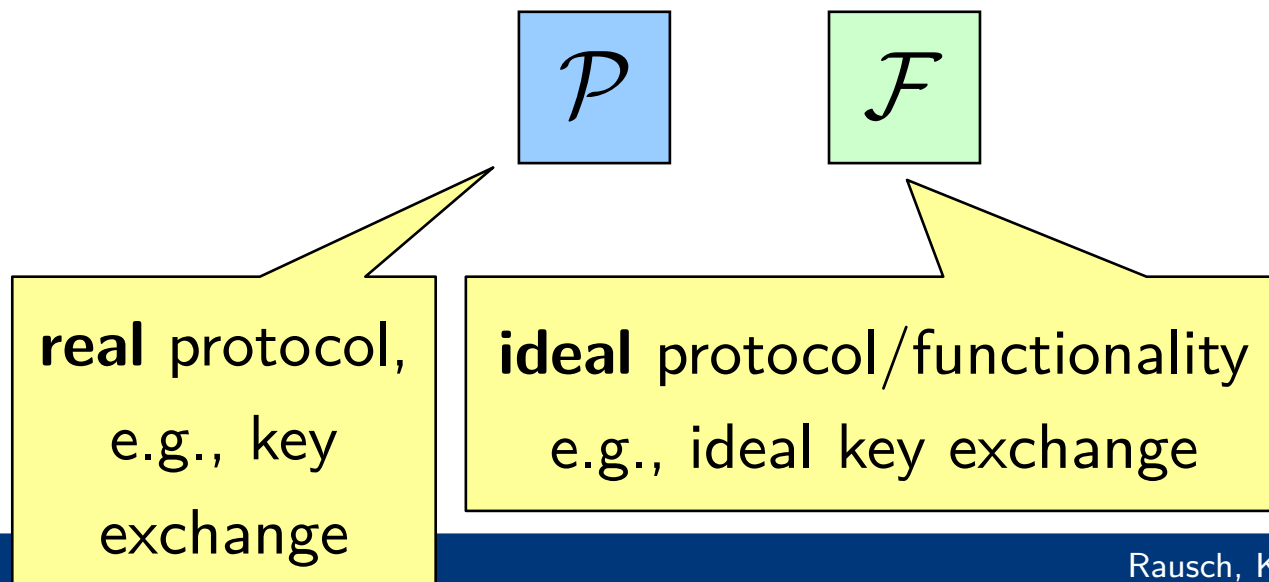 𝒫
ℱ
real protocol,
e.g., key
exchange
ideal protocol/functionality
e.g., ideal key exchange
Rausch, K